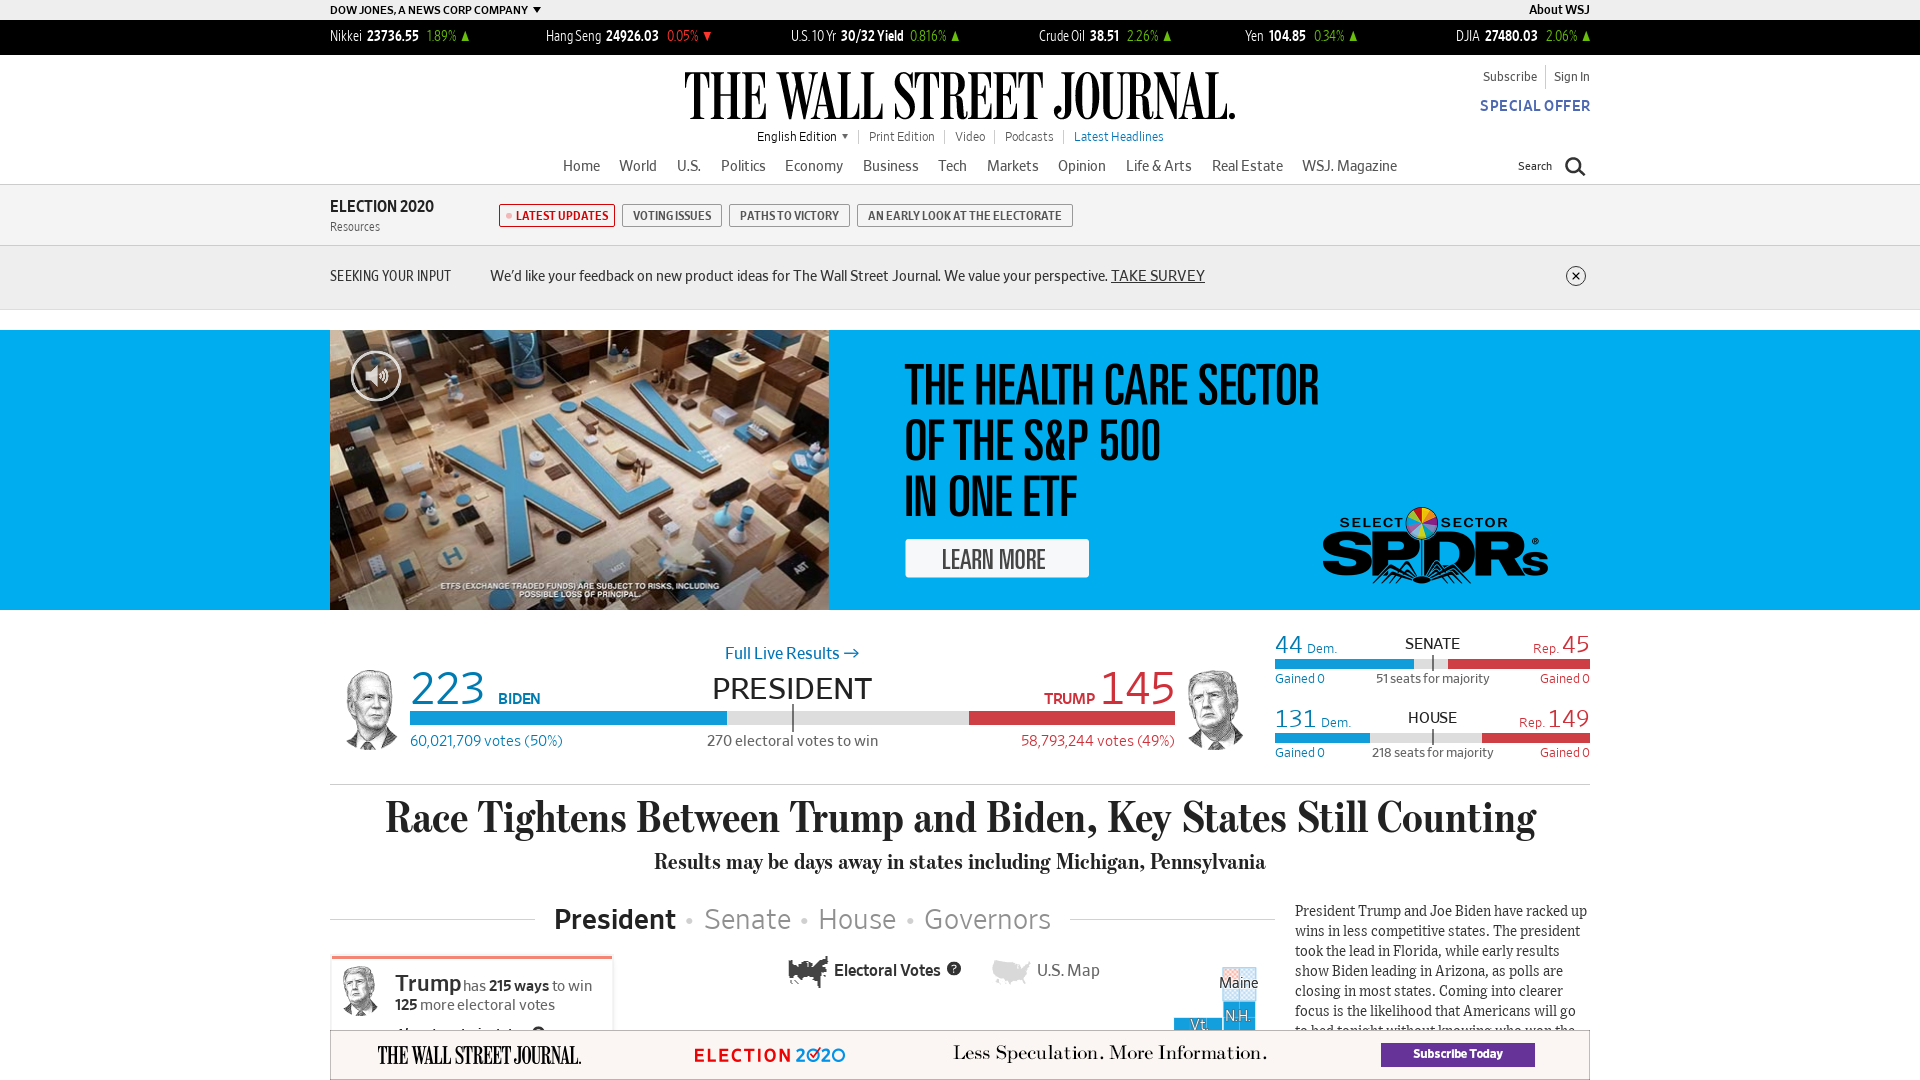 DOW JONES, A NEWS CORP COMPANY
About WSJ
Nikkei 23736.55 1.89% Hang Seng 24926.03 0.05% U.S. 10 Yr 30/32 Yield 0.816% Crude Oil 38.51 2.26% Yen 104.85 0.34% DJIA 27480.03 2.06%
THE WALL STREET JOURNAL.
Subscribe Sign In
SPECIAL OFFER
English Edition Print Edition Video Podcasts Latest Headlines
Home World U.S. Politics Economy Business Tech Markets Opinion Life & Arts Real Estate WSJ. Magazine
Search
ELECTION 2020
Resources
LATEST UPDATES VOTING ISSUES PATHS TO VICTORY AN EARLY LOOK AT THE ELECTORATE
SEEKING YOUR INPUT We’d like your feedback on new product ideas for The Wall Street Journal. We value your perspective. TAKE SURVEY
XLV
ETFS (EXCHANGE TRADED FUNDS) ARE SUBJECT TO RISKS, INCLUDING
POSSIBLE LOSS OF PRINCIPAL.
THE HEALTH CARE SECTOR
OF THE S&P 500
IN ONE ETF
LEARN MORE
SELECT SECTOR
SPDRs®
Full Live Results →
223 BIDEN PRESIDENT TRUMP 145
60,021,709 votes (50%) 270 electoral votes to win 58,793,244 votes (49%)
44 Dem. SENATE Rep. 45
Gained 0 51 seats for majority Gained 0
131 Dem. HOUSE Rep. 149
Gained 0 218 seats for majority Gained 0
Race Tightens Between Trump and Biden, Key States Still Counting
Results may be days away in states including Michigan, Pennsylvania
President • Senate • House • Governors
Trump has 215 ways to win
125 more electoral votes
Electoral Votes ?
U.S. Map
Maine
Vt. N.H.
President Trump and Joe Biden have racked up
wins in less competitive states. The president
took the lead in Florida, while early results
show Biden leading in Arizona, as polls are
closing in most states. Coming into clearer
focus is the likelihood that Americans will go
to bed tonight without knowing who won the
THE WALL STREET JOURNAL.
ELECTION 2020
Less Speculation. More Information.
Subscribe Today